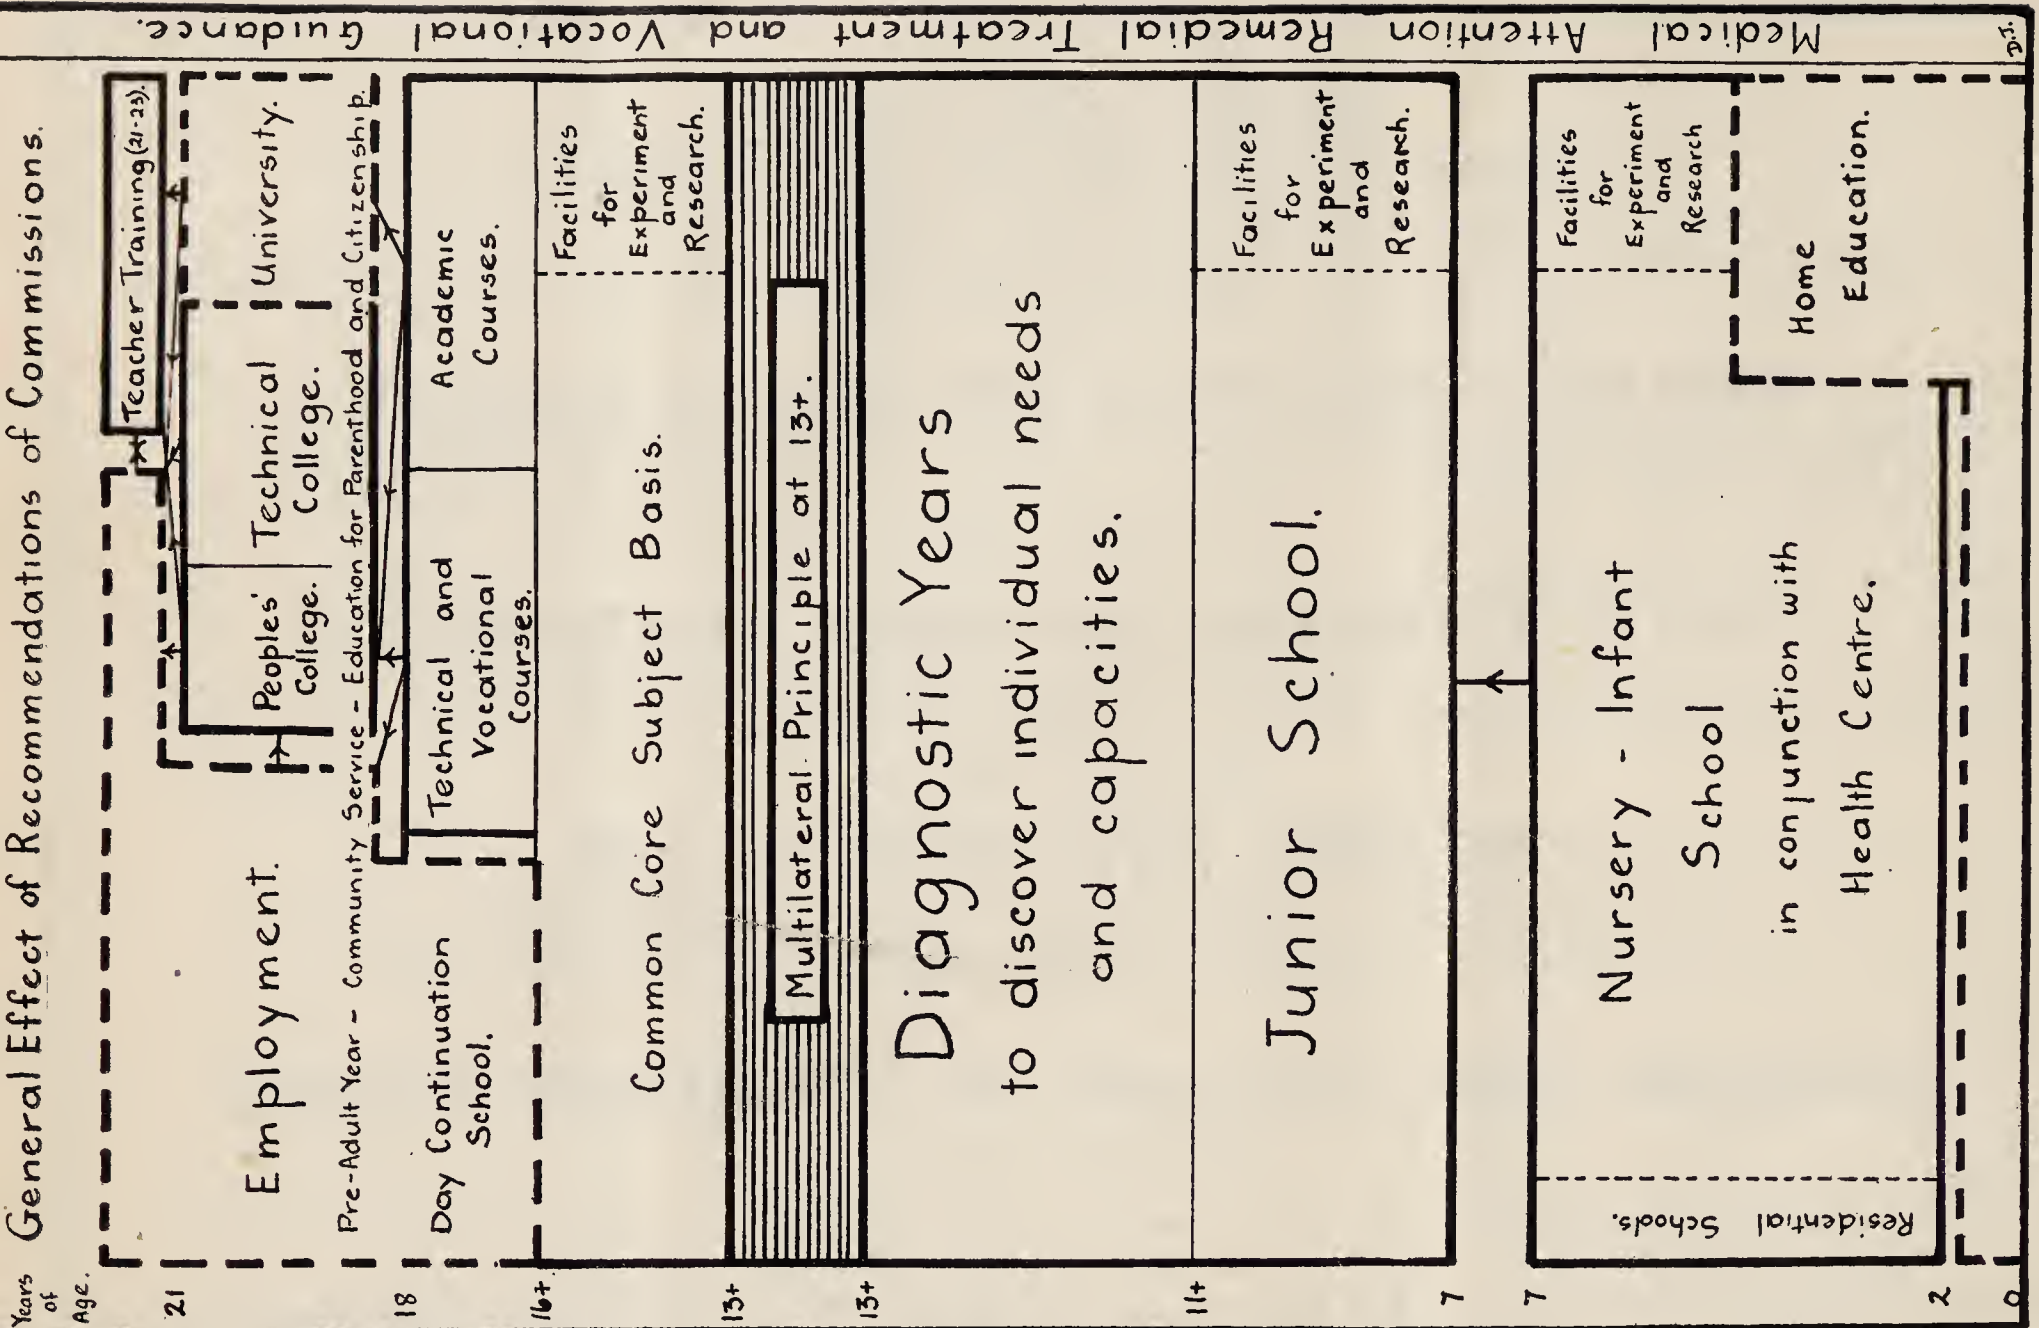 General Effect of Recommendations of Commissions.
Years
of
Age.
21
18
16+
13+
13+
11+
7
7
2
0
Teacher Training (21-23).
Employment.
Peoples'
College.
Technical
College.
University.
Pre-Adult Year - Community Service - Education for Parenthood and Citizenship.
Day Continuation
School.
Technical and
Vocational
Courses.
Academic
Courses.
Common Core Subject Basis.
Facilities
for
Experiment
and
Research.
Multilateral Principle at 13+.
Diagnostic Years
to discover individual needs
and capacities.
Junior School.
Facilities
for
Experiment
and
Research.
Residential Schools.
Nursery - Infant
School
in conjunction with
Health Centre.
Facilities
for
Experiment
and
Research
Home
Education.
Medical Attention Remedial Treatment and Vocational Guidance.
D.J.